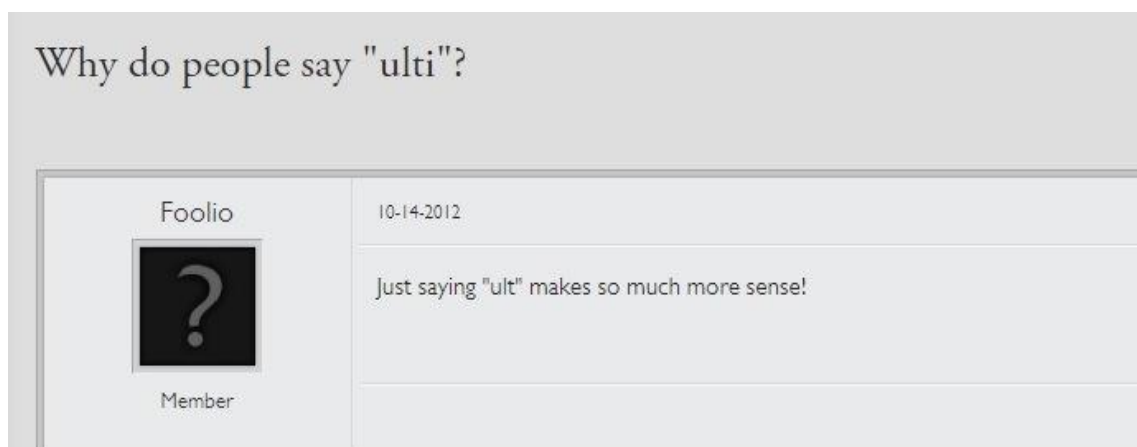 Why do people say "ulti"?
Foolio
10-14-2012
?
Just saying "ult" makes so much more sense!
Member